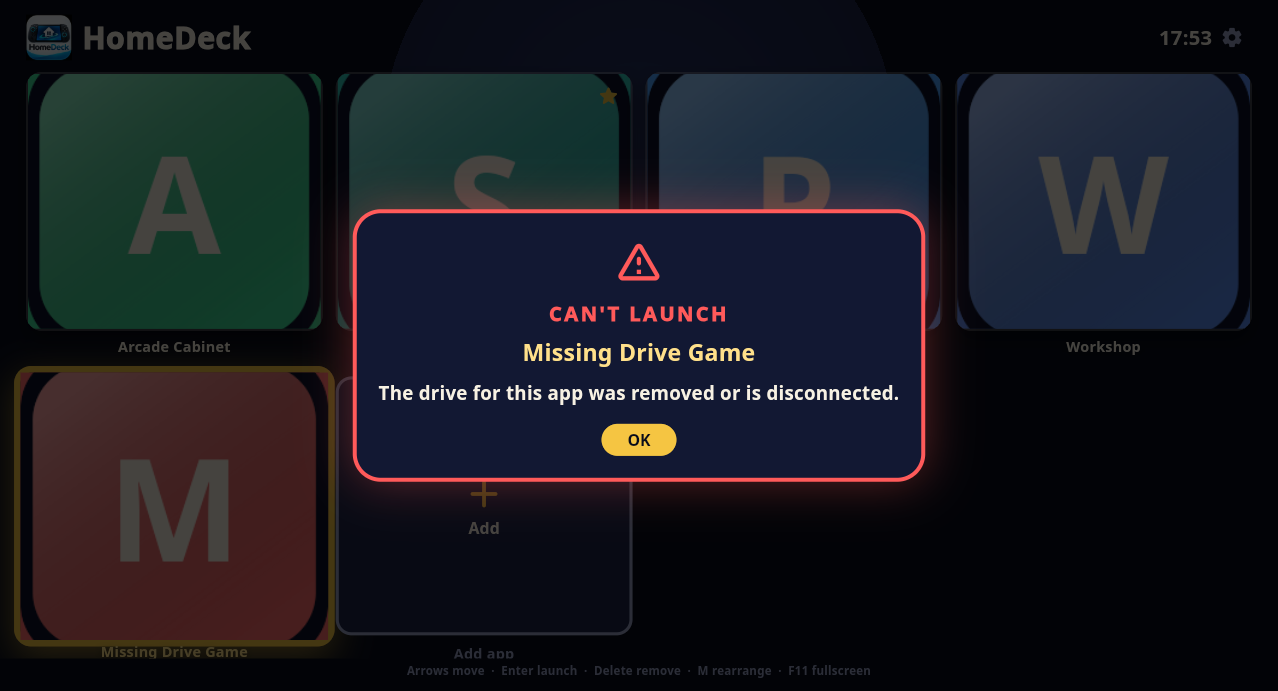 HomeDeck
HomeDeck
17:53
A
S
W
Arcade Cabinet
Workshop
CAN'T LAUNCH
Missing Drive Game
The drive for this app was removed or is disconnected.
OK
M
Add
Missing Drive Game
Add app
Arrows move · Enter launch · Delete remove · M rearrange · F11 fullscreen